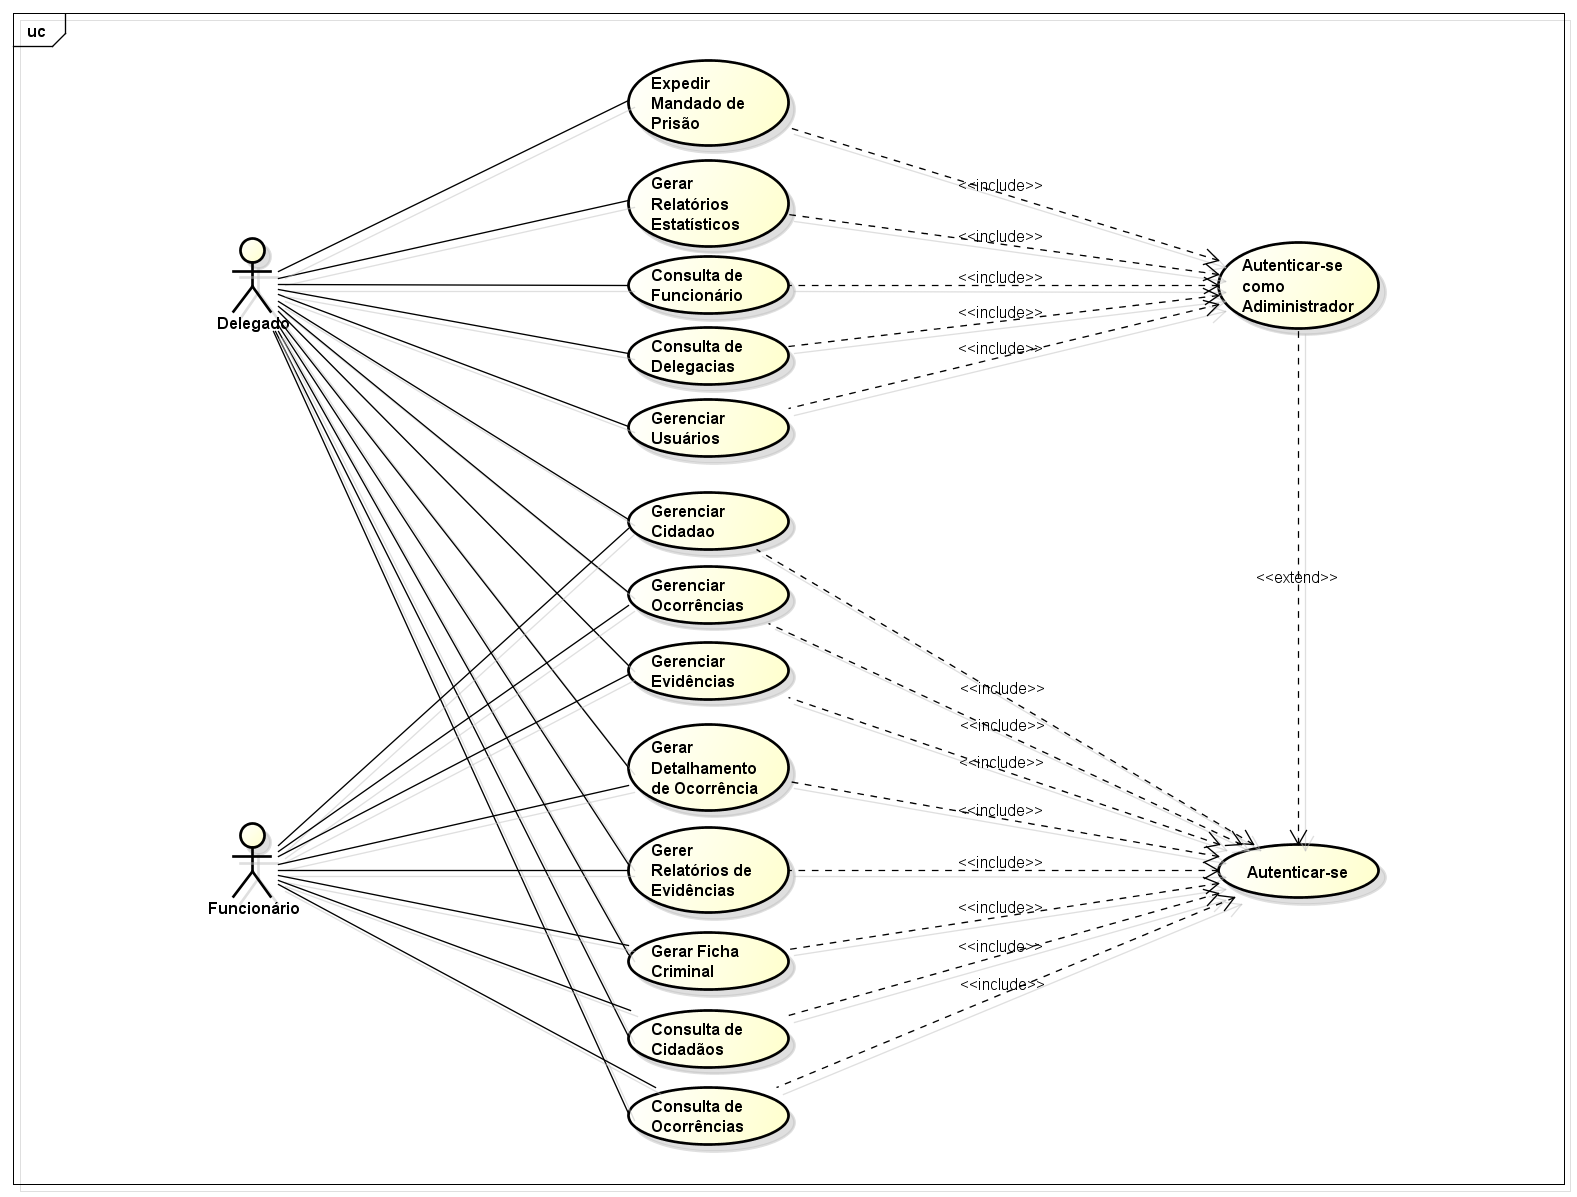 uc
Expedir
Mandado de
Prisão
<<include>>
Gerar
Relatórios
Estatísticos
<<include>>
Consulta de
Funcionário
<<include>>
Autenticar-se
como
Adiministrador
Delegado
<<include>>
Consulta de
Delegacias
<<include>>
Gerenciar
Usuários
Gerenciar
Cidadao
<<extend>>
Gerenciar
Ocorrências
Gerenciar
Evidências
<<include>>
<<include>>
<<include>>
Gerar
Detalhamento
de Ocorrência
<<include>>
Gerer
Relatórios de
Evidências
<<include>>
Autenticar-se
Funcionário
<<include>>
Gerar Ficha
Criminal
<<include>>
<<include>>
Consulta de
Cidadãos
Consulta de
Ocorrências